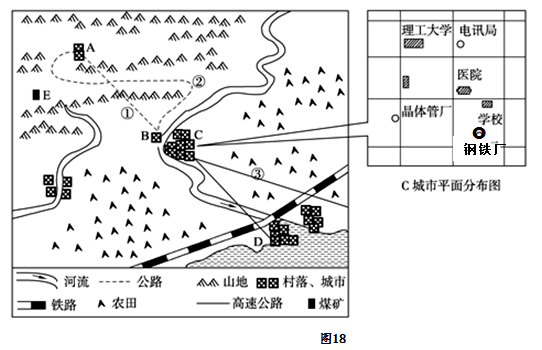 A
②
E
①
B
C
③
D
理工大学 电讯局
医院
晶体管厂 学校
钢铁厂
C城市平面分布图
河流 公路 山地 村落、城市
铁路 农田 高速公路 煤矿
图18